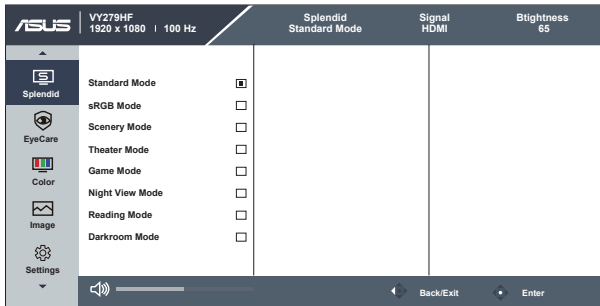 ASUS
VY279HF
1920 x 1080 | 100 Hz
Splendid
Standard Mode
Signal
HDMI
Btightness
65
S
Splendid
EyeCare
Color
Image
Settings
Standard Mode
sRGB Mode
Scenery Mode
Theater Mode
Game Mode
Night View Mode
Reading Mode
Darkroom Mode
Back/Exit
Enter